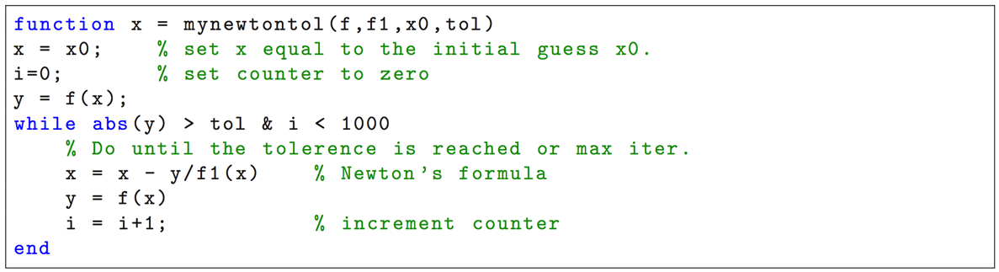 function x = mynewtontol(f,f1,x0,tol)
x = x0; % set x equal to the initial guess x0.
i=0; % set counter to zero
y = f(x);
while abs(y) > tol & i < 1000
% Do until the tolerence is reached or max iter.
x = x - y/f1(x) % Newton's formula
y = f(x)
i = i+1; % increment counter
end